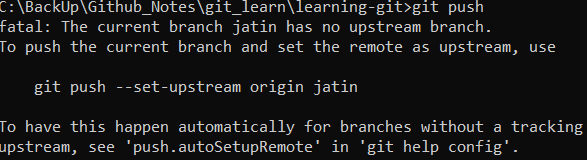 C:\BackUp\Github_Notes\git_learn\learning-git>git push
fatal: The current branch jatin has no upstream branch.
To push the current branch and set the remote as upstream, use
    git push --set-upstream origin jatin
To have this happen automatically for branches without a tracking
upstream, see 'push.autoSetupRemote' in 'git help config'.